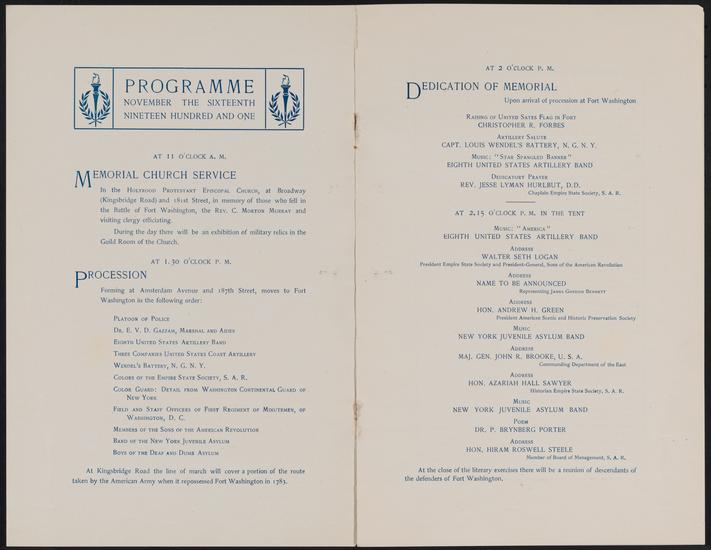 PROGRAMME
NOVEMBER THE SIXTEENTH
NINETEEN HUNDRED AND ONE
AT 11 O'CLOCK A. M.
MEMORIAL CHURCH SERVICE
In the Holyrood Protestant Episcopal Church, at Broadway
(Kingsbridge Road) and 181st Street, in memory of those who fell in
the Battle of Fort Washington, the Rev. C. Morton Murray and
visiting clergy officiating.
During the day there will be an exhibition of military relics in the
Guild Room of the Church.
AT 1.30 O'CLOCK P. M.
PROCESSION
Forming at Amsterdam Avenue and 187th Street, moves to Fort
Washington in the following order:
Platoon of Police
Dr. E. V. D. Gazzam, Marshal and Aides
Eighth United States Artillery Band
Three Companies United States Coast Artillery
Wendel's Battery, N. G. N. Y.
Colors of the Empire State Society, S. A. R.
Color Guard: Detail from Washington Continental Guard of
New York
Field and Staff Officers of First Regiment of Minutemen, of
Washington, D. C.
Members of the Sons of the American Revolution
Band of the New York Juvenile Asylum
Boys of the Deaf and Dumb Asylum
At Kingsbridge Road the line of march will cover a portion of the route
taken by the American Army when it repossessed Fort Washington in 1783.
AT 2 O'CLOCK P. M.
DEDICATION OF MEMORIAL
Upon arrival of procession at Fort Washington
Raising of United Sates Flag in Fort
CHRISTOPHER R. FORBES
Artillery Salute
CAPT. LOUIS WENDEL'S BATTERY, N. G. N. Y.
Music: "Star Spangled Banner"
EIGHTH UNITED STATES ARTILLERY BAND
Dedicatory Prayer
REV. JESSE LYMAN HURLBUT, D.D.
Chaplain Empire State Society, S. A. R.
AT 2.15 O'CLOCK P. M. IN THE TENT
Music: "America"
EIGHTH UNITED STATES ARTILLERY BAND
Address
WALTER SETH LOGAN
President Empire State Society and President-General, Sons of the American Revolution
Address
NAME TO BE ANNOUNCED
Representing James Gordon Bennett
Address
HON. ANDREW H. GREEN
President American Scenic and Historic Preservation Society
Music
NEW YORK JUVENILE ASYLUM BAND
Address
MAJ. GEN. JOHN R. BROOKE, U. S. A.
Commanding Department of the East
Address
HON. AZARIAH HALL SAWYER
Historian Empire State Society, S. A. R.
Music
NEW YORK JUVENILE ASYLUM BAND
Poem
DR. P. BRYNBERG PORTER
Address
HON. HIRAM ROSWELL STEELE
Member of Board of Management, S. A. R.
At the close of the literary exercises there will be a reunion of descendants of
the defenders of Fort Washington.